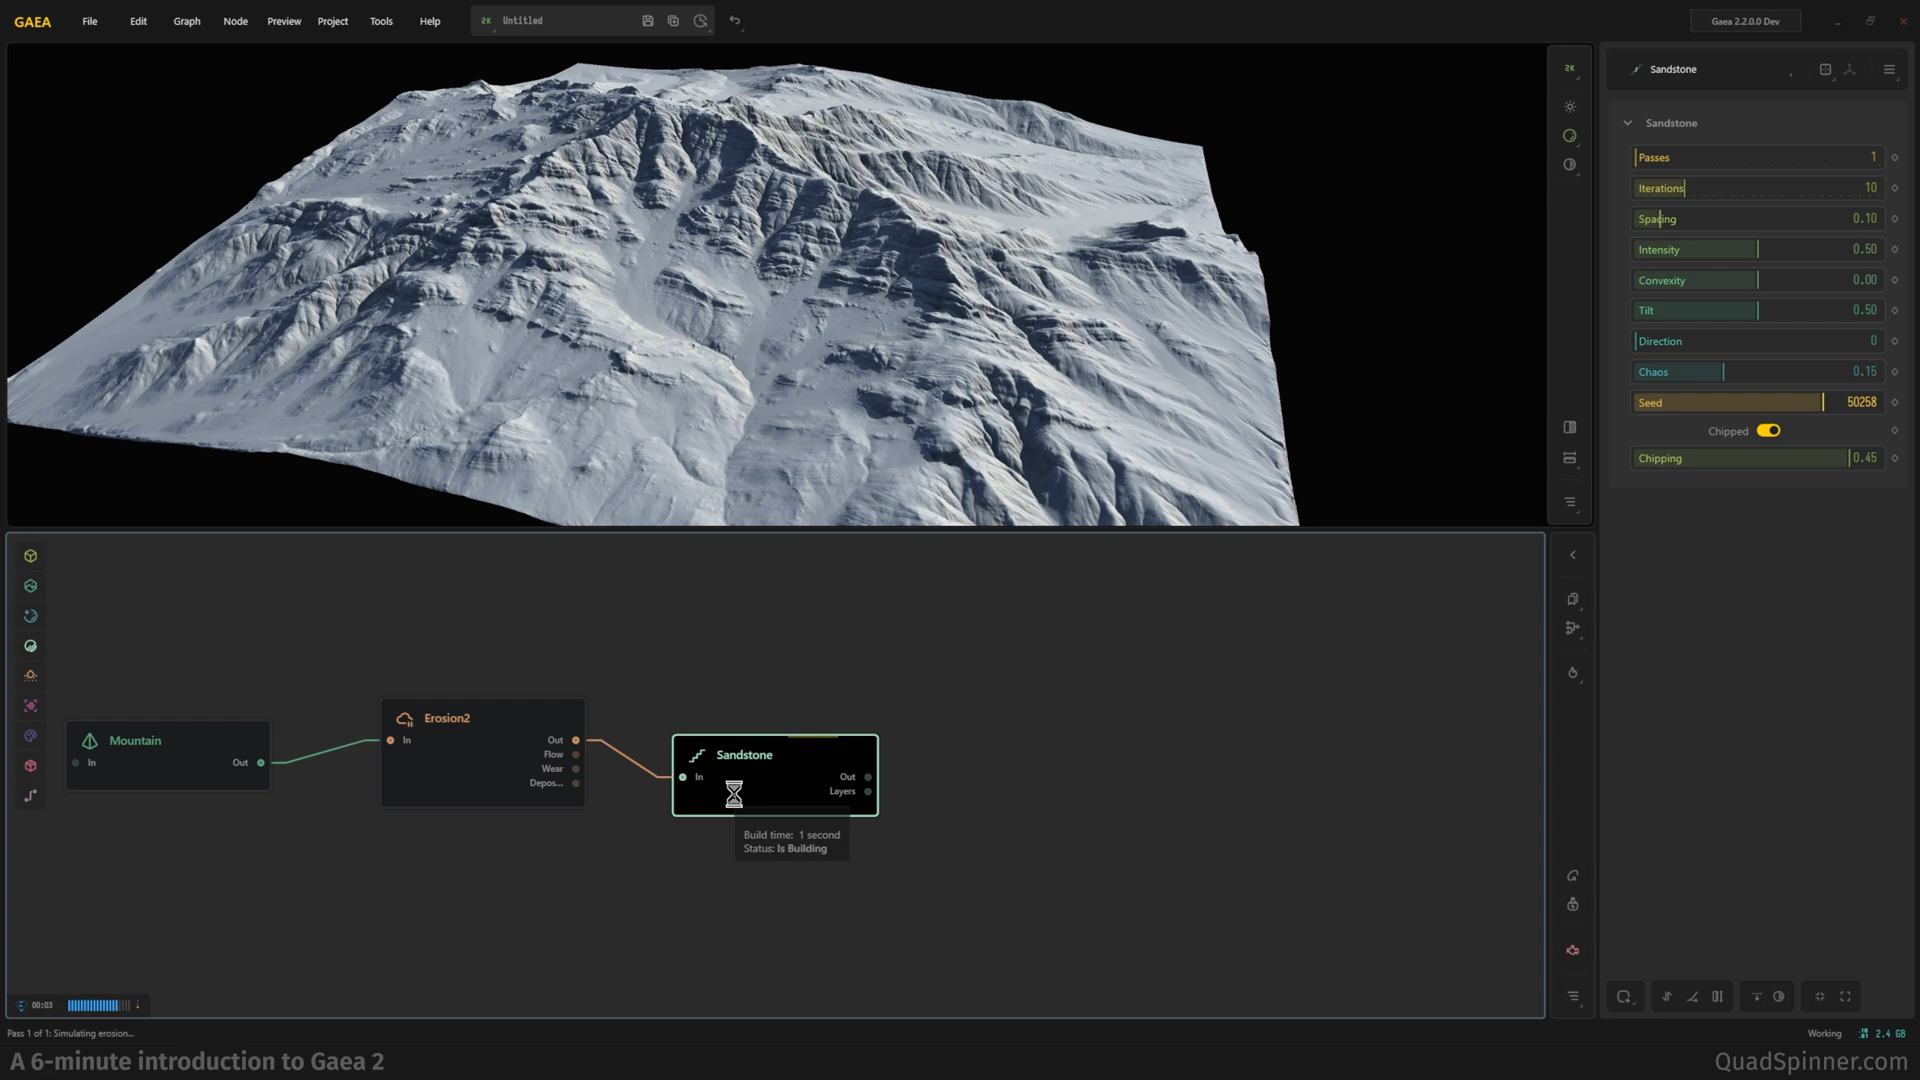 GAEA
File
Edit
Graph
Node
Preview
Project
Tools
Help
2K
Untitled
Gaea 2.2.0.0 Dev
2K
Sandstone
Sandstone
Passes 1
Iterations 10
Spacing 0.10
Intensity 0.50
Convexity 0.00
Tilt 0.50
Direction 0
Chaos 0.15
Seed 50258
Chipped
Chipping 0.45
Mountain
In
Out
Erosion2
In
Out
Flow
Wear
Depos...
Sandstone
In
Out
Layers
Build time: 1 second
Status: Is Building
00:03
Pass 1 of 1: Simulating erosion...
Working
2.4 GB
A 6-minute introduction to Gaea 2
QuadSpinner.com